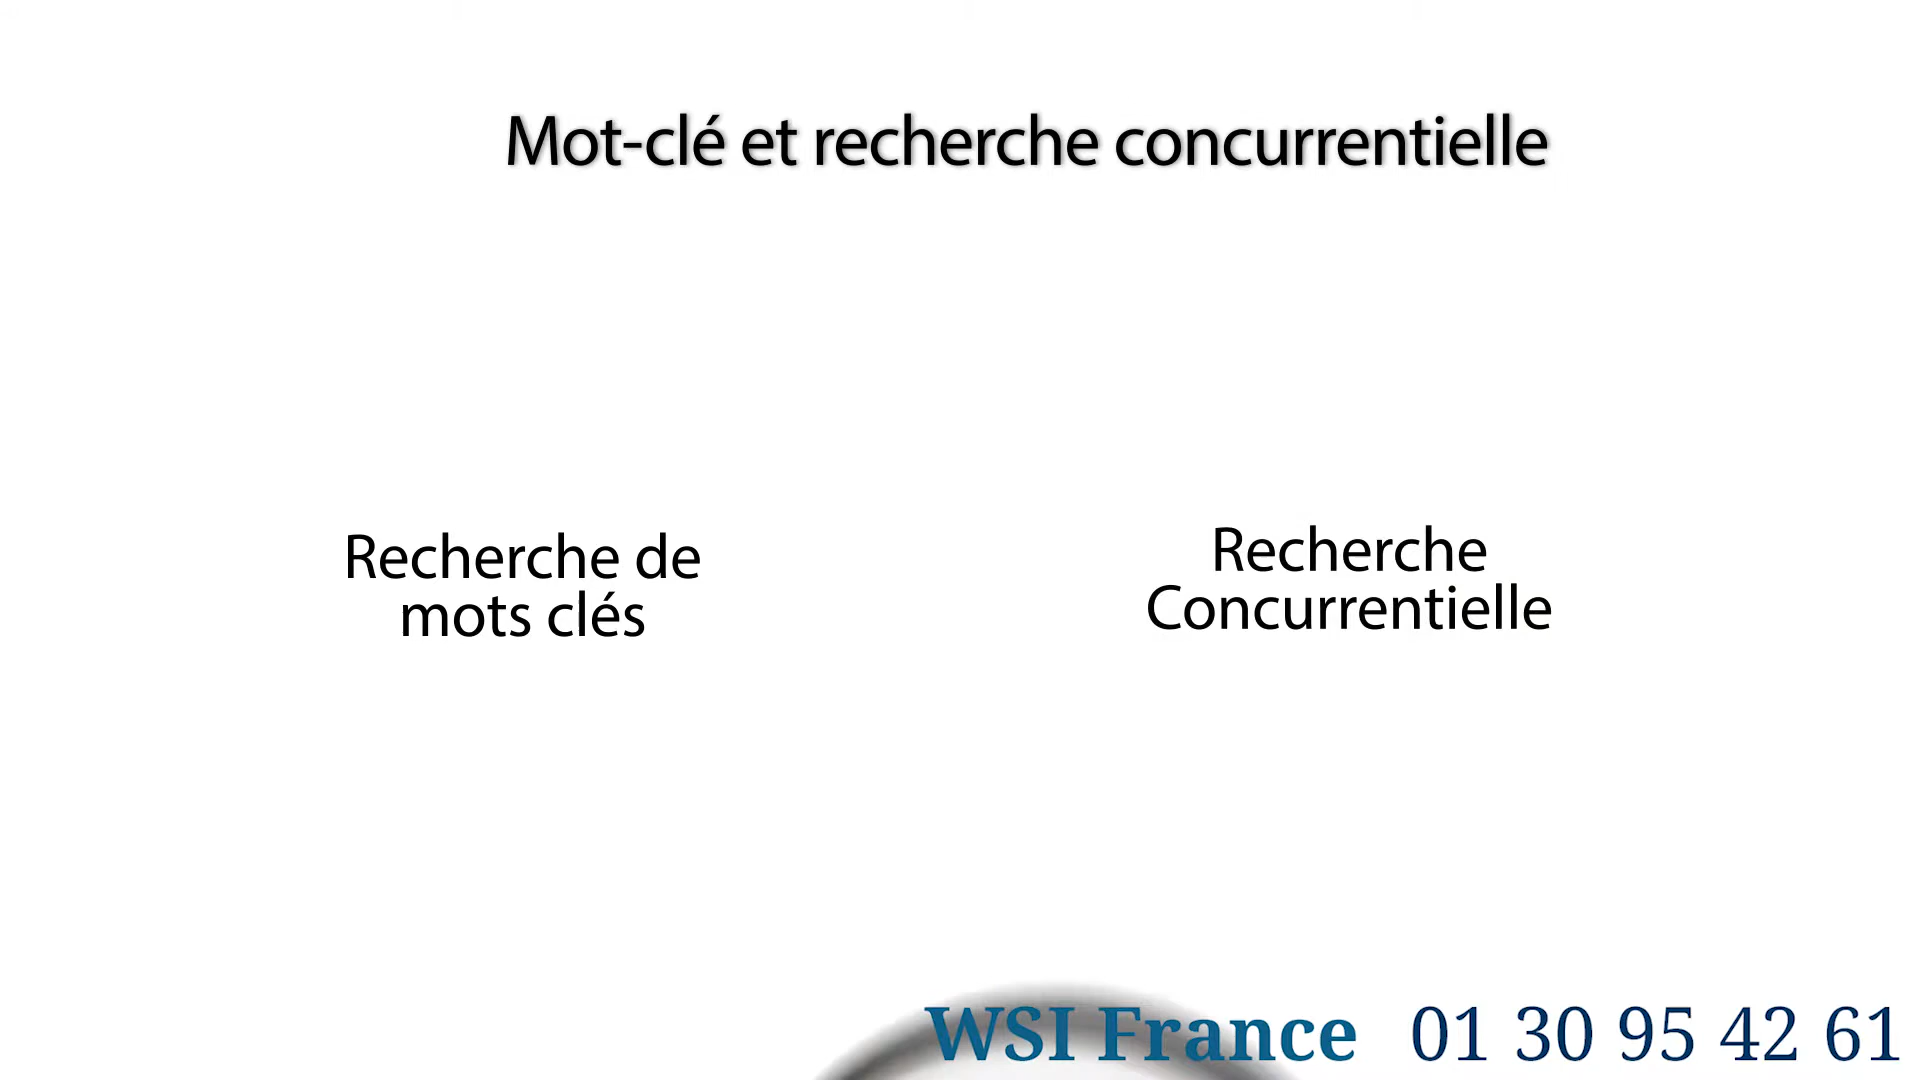 Mot-clé et recherche concurrentielle
Recherche de
mots clés
Recherche
Concurrentielle
WSI France 01 30 95 42 61